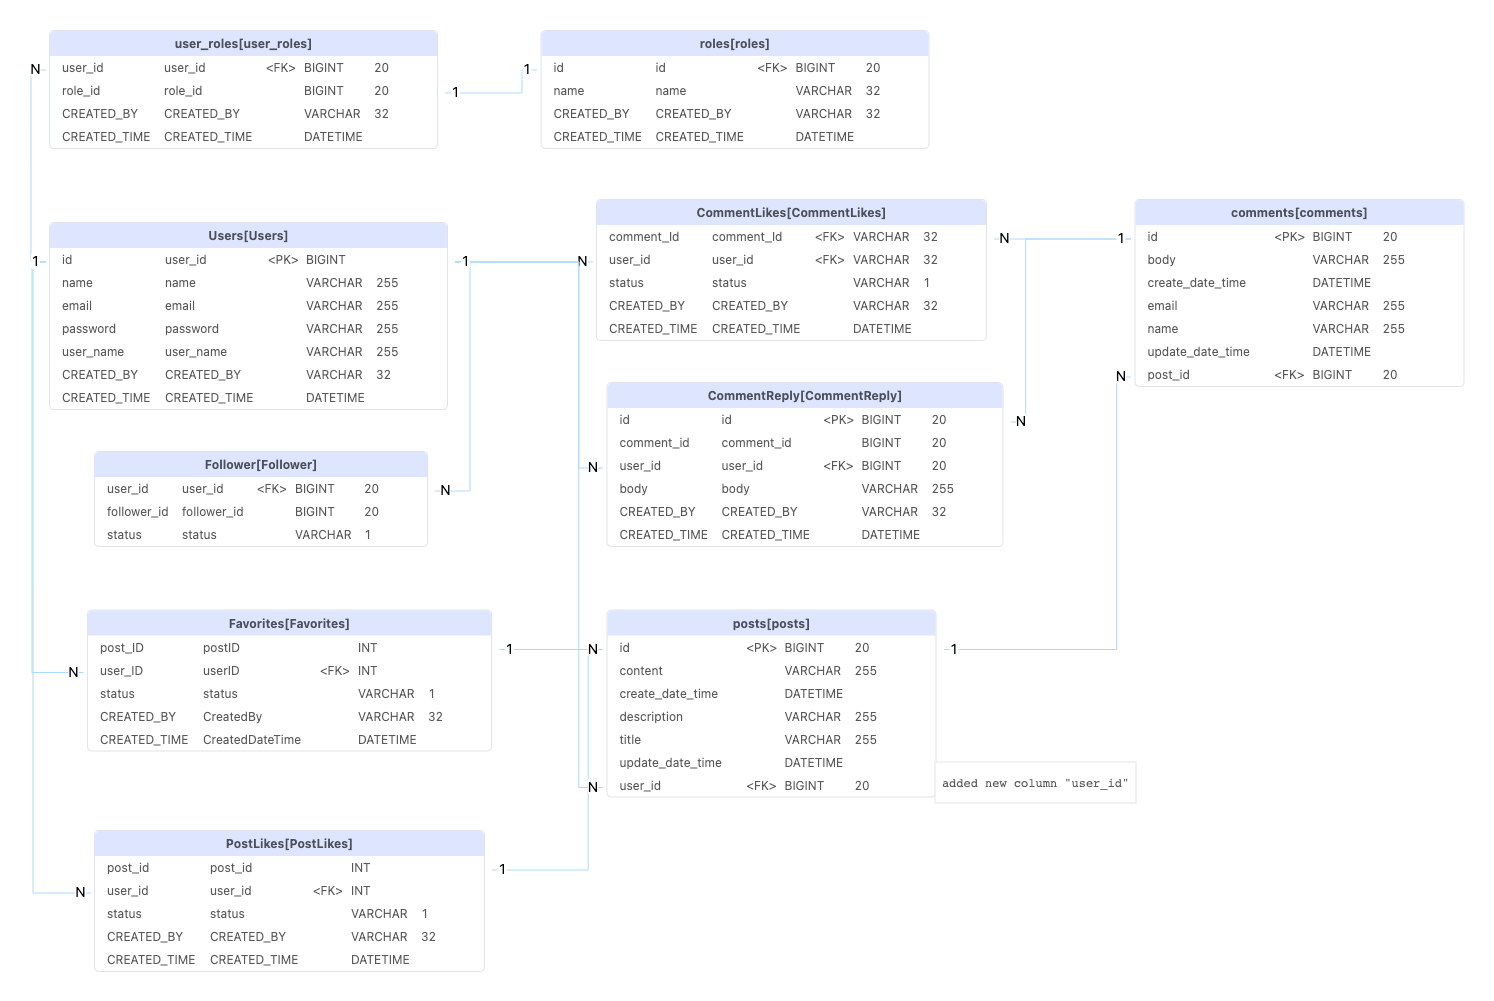 user_roles[user_roles]
N user_id user_id <FK> BIGINT 20
role_id role_id BIGINT 20 1
CREATED_BY CREATED_BY VARCHAR 32
CREATED_TIME CREATED_TIME DATETIME
roles[roles]
1 id id <FK> BIGINT 20
name name VARCHAR 32
CREATED_BY CREATED_BY VARCHAR 32
CREATED_TIME CREATED_TIME DATETIME
Users[Users]
1 id user_id <PK> BIGINT 1
name name VARCHAR 255
email email VARCHAR 255
password password VARCHAR 255
user_name user_name VARCHAR 255
CREATED_BY CREATED_BY VARCHAR 32
CREATED_TIME CREATED_TIME DATETIME
CommentLikes[CommentLikes]
comment_Id comment_Id <FK> VARCHAR 32 N
N user_id user_id <FK> VARCHAR 32
status status VARCHAR 1
CREATED_BY CREATED_BY VARCHAR 32
CREATED_TIME CREATED_TIME DATETIME
comments[comments]
1 id <PK> BIGINT 20
body VARCHAR 255
create_date_time DATETIME
email VARCHAR 255
name VARCHAR 255
update_date_time DATETIME
N post_id <FK> BIGINT 20
CommentReply[CommentReply]
id id <PK> BIGINT 20 N
comment_id comment_id BIGINT 20
N user_id user_id <FK> BIGINT 20
body body VARCHAR 255
CREATED_BY CREATED_BY VARCHAR 32
CREATED_TIME CREATED_TIME DATETIME
Follower[Follower]
user_id user_id <FK> BIGINT 20 N
follower_id follower_id BIGINT 20
status status VARCHAR 1
Favorites[Favorites]
post_ID postID INT 1
N user_ID userID <FK> INT
status status VARCHAR 1
CREATED_BY CreatedBy VARCHAR 32
CREATED_TIME CreatedDateTime DATETIME
posts[posts]
N id <PK> BIGINT 20 1
content VARCHAR 255
create_date_time DATETIME
description VARCHAR 255
title VARCHAR 255
update_date_time DATETIME
N user_id <FK> BIGINT 20
added new column "user_id"
PostLikes[PostLikes]
post_id post_id INT 1
N user_id user_id <FK> INT
status status VARCHAR 1
CREATED_BY CREATED_BY VARCHAR 32
CREATED_TIME CREATED_TIME DATETIME